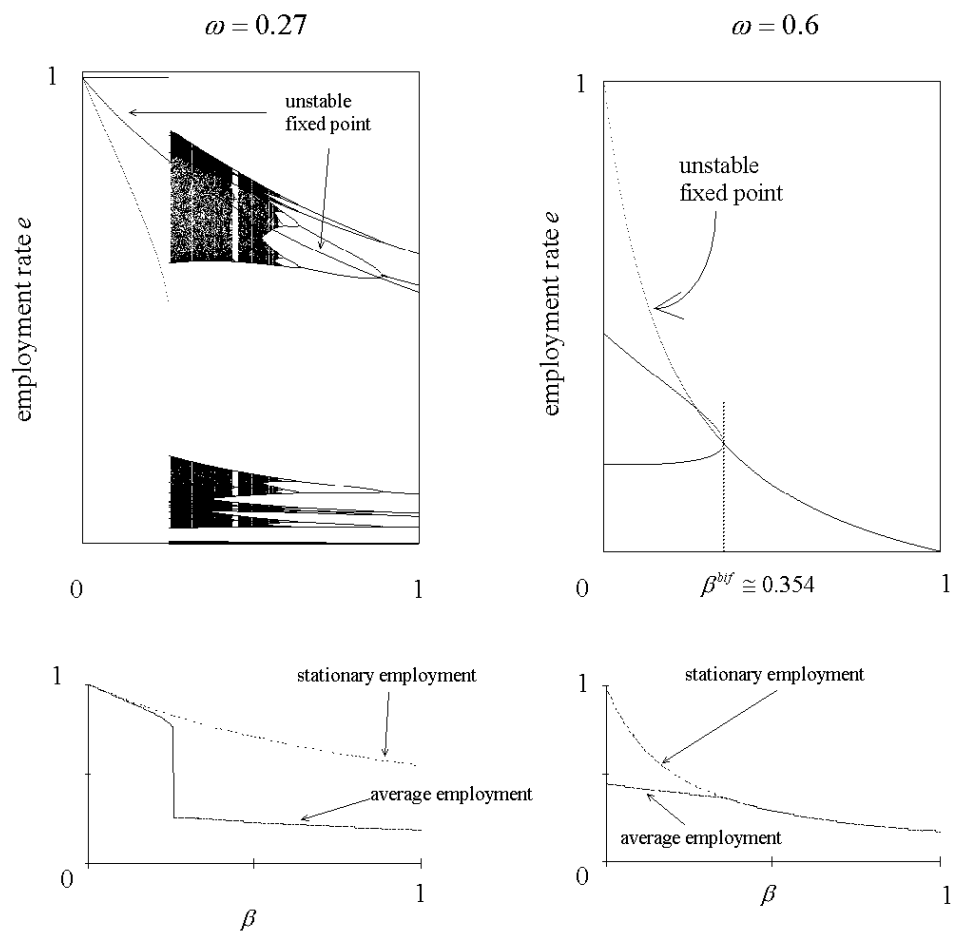 ω = 0.27
ω = 0.6
1
unstable
fixed point
employment rate e
0
1
1
unstable
fixed point
employment rate e
0
β^bif ≅ 0.354
1
1
stationary employment
average employment
0
1
β
1
stationary employment
average employment
0
β
1